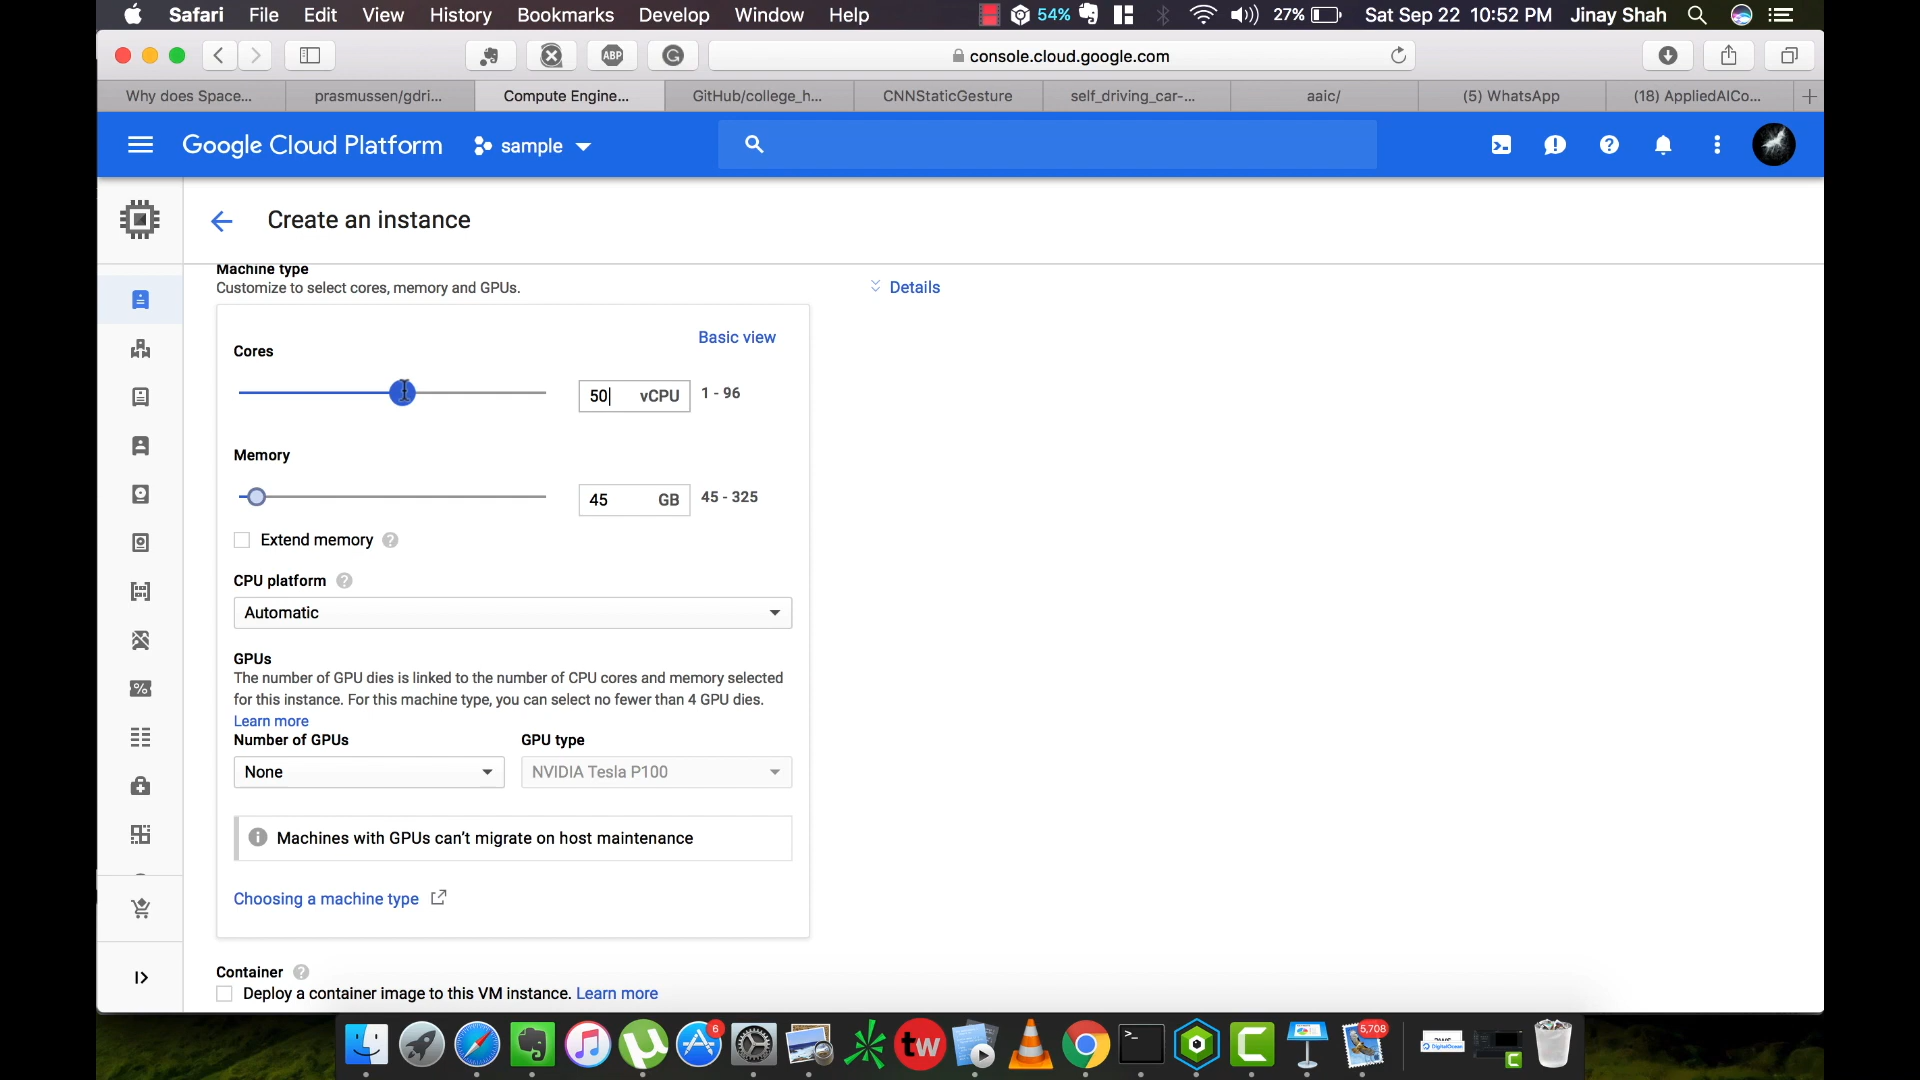 Safari File Edit View History Bookmarks Develop Window Help 54% 27% Sat Sep 22 10:52 PM Jinay Shah
ABP console.cloud.google.com
Why does Space... prasmussen/gdri... Compute Engine... GitHub/college_h... CNNStaticGesture self_driving_car-... aaic/ (5) WhatsApp (18) AppliedAICo...
Google Cloud Platform sample
Create an instance
Machine type
Customize to select cores, memory and GPUs.
Details
Basic view
Cores
50 vCPU 1 - 96
Memory
45 GB 45 - 325
Extend memory
CPU platform
Automatic
GPUs
The number of GPU dies is linked to the number of CPU cores and memory selected
for this instance. For this machine type, you can select no fewer than 4 GPU dies.
Learn more
Number of GPUs GPU type
None NVIDIA Tesla P100
Machines with GPUs can't migrate on host maintenance
Choosing a machine type
Container
Deploy a container image to this VM instance. Learn more
6 tw 5,708
DigitalOcean